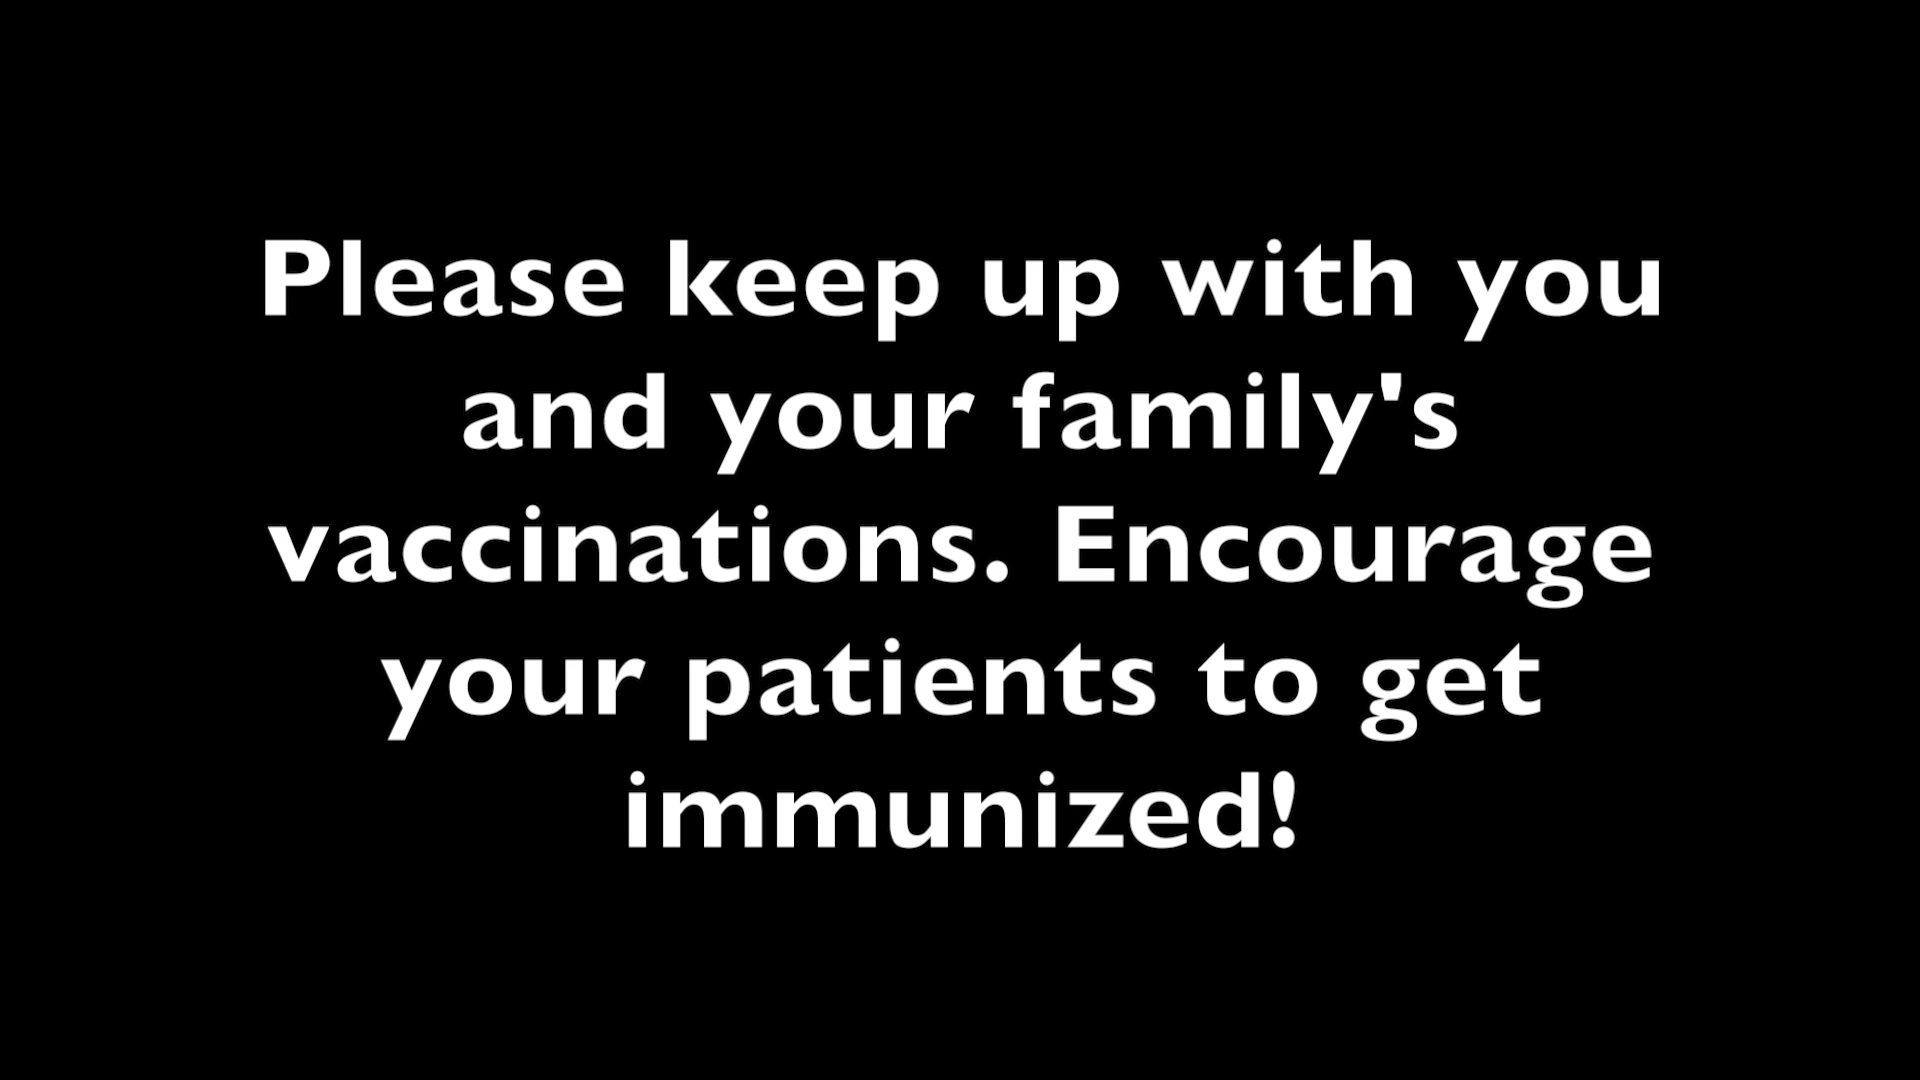 Please keep up with you
and your family's
vaccinations. Encourage
your patients to get
immunized!